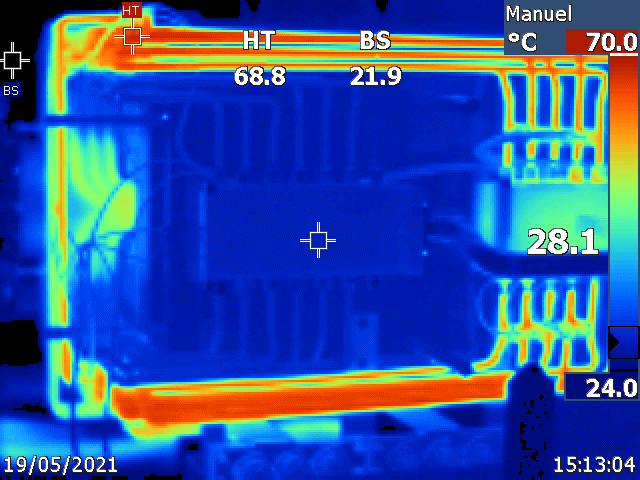 HT
Manuel
HT BS
°C 70.0
68.8 21.9
BS
28.1
24.0
19/05/2021 15:13:04